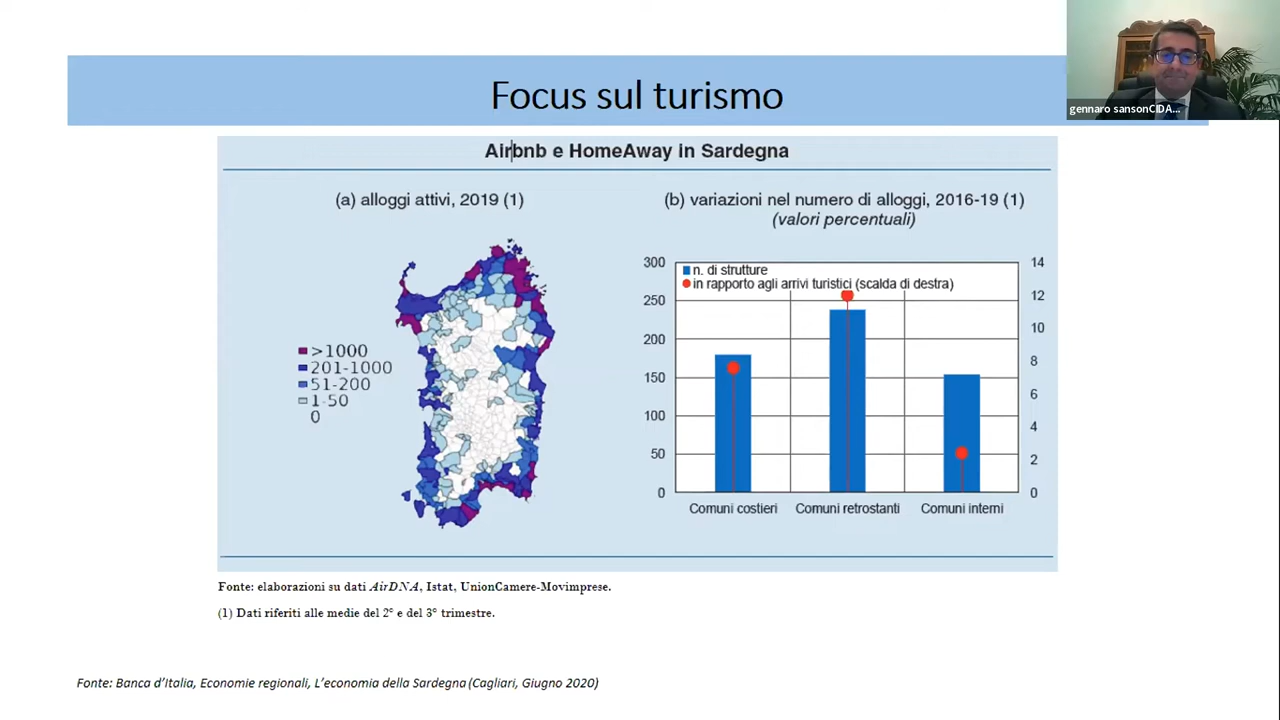 Focus sul turismo
gennaro sansonCIDA...
Airbnb e HomeAway in Sardegna
(a) alloggi attivi, 2019 (1)
>1000
201-1000
51-200
1-50
0
(b) variazioni nel numero di alloggi, 2016-19 (1)
(valori percentuali)
n. di strutture
in rapporto agli arrivi turistici (scalda di destra)
300
250
200
150
100
50
0
14
12
10
8
6
4
2
0
Comuni costieri
Comuni retrostanti
Comuni interni
Fonte: elaborazioni su dati AirDNA, Istat, UnionCamere-Movimprese.
(1) Dati riferiti alle medie del 2° e del 3° trimestre.
Fonte: Banca d'Italia, Economie regionali, L'economia della Sardegna (Cagliari, Giugno 2020)